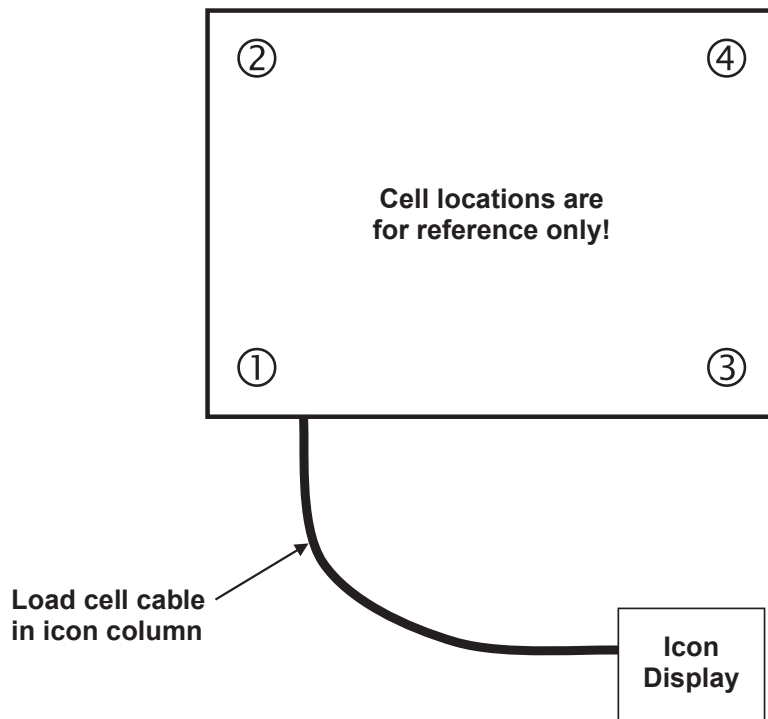 ② ④
Cell locations are
for reference only!
① ③
Load cell cable
in icon column
Icon
Display